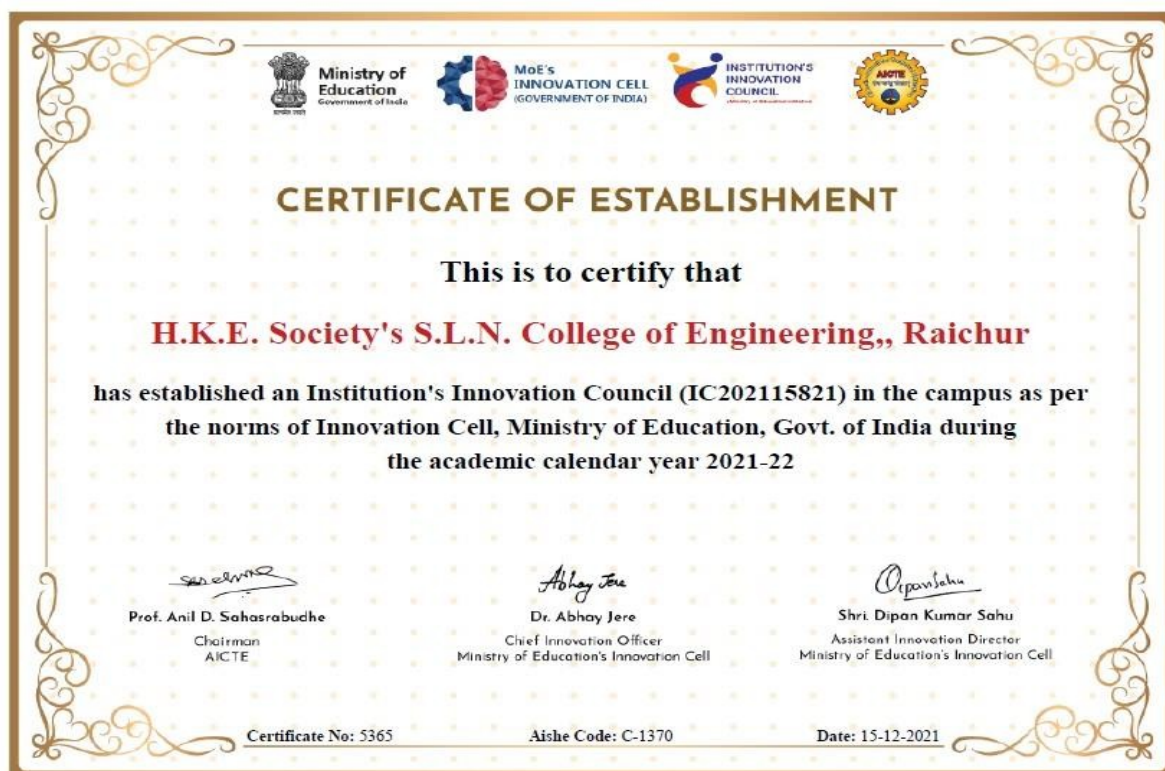 Ministry of
Education
Government of India
MoE's
INNOVATION CELL
(GOVERNMENT OF INDIA)
INSTITUTION'S
INNOVATION
COUNCIL
AICTE
CERTIFICATE OF ESTABLISHMENT
This is to certify that
H.K.E. Society's S.L.N. College of Engineering,, Raichur
has established an Institution's Innovation Council (IC202115821) in the campus as per
the norms of Innovation Cell, Ministry of Education, Govt. of India during
the academic calendar year 2021-22
Abhay Jere
Prof. Anil D. Sahasrabudhe
Chairman
AICTE
Dr. Abhay Jere
Chief Innovation Officer
Ministry of Education's Innovation Cell
Shri. Dipan Kumar Sahu
Assistant Innovation Director
Ministry of Education's Innovation Cell
Certificate No: 5365
Aishe Code: C-1370
Date: 15-12-2021